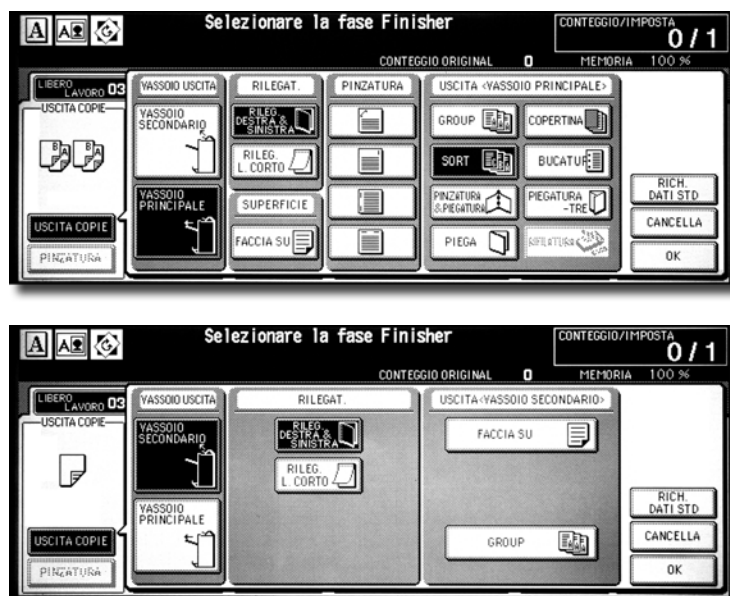 A A Selezionare la fase Finisher CONTEGGIO/IMPOSTA
0/1
CONTEGGIO ORIGINAL 0 MEMORIA 100 %
LIBERO
LAVORO 03
USCITA COPIE
B A B A
USCITA COPIE
PINZATURA
VASSOIO USCITA
VASSOIO
SECONDARIO
VASSOIO
PRINCIPALE
RILEGAT.
RILEG.
DESTRA &
SINISTRA
RILEG.
L. CORTO
SUPERFICIE
FACCIA SU
PINZATURA
USCITA <VASSOIO PRINCIPALE>
GROUP
COPERTINA
SORT
BUCATUR
PINZATURA
&PIEGATURA
PIEGATURA
-TRE
PIEGA
RIFILATURA
RICH.
DATI STD
CANCELLA
OK
A A Selezionare la fase Finisher CONTEGGIO/IMPOSTA
0/1
CONTEGGIO ORIGINAL 0 MEMORIA 100 %
LIBERO
LAVORO 03
USCITA COPIE
USCITA COPIE
PINZATURA
VASSOIO USCITA
VASSOIO
SECONDARIO
VASSOIO
PRINCIPALE
RILEGAT.
RILEG.
DESTRA &
SINISTRA
RILEG.
L. CORTO
USCITA<VASSOIO SECONDARIO>
FACCIA SU
GROUP
RICH.
DATI STD
CANCELLA
OK